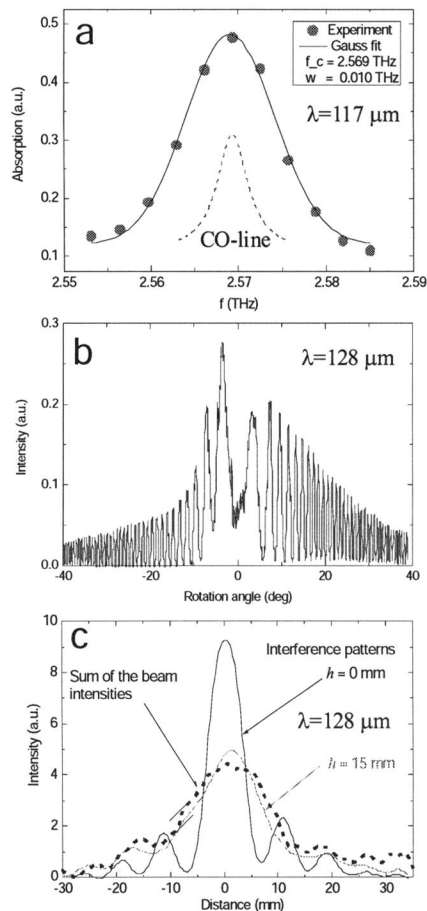 a
0.5
0.4
0.3
0.2
0.1
Absorption (a.u.)
Experiment
Gauss fit
f_c = 2.569 THz
w = 0.010 THz
λ=117 μm
CO-line
2.55
2.56
2.57
2.58
2.59
f (THz)
b
0.3
0.2
0.1
0.0
Intensity (a.u.)
λ=128 μm
-40
-20
0
20
40
Rotation angle (deg)
c
10
8
6
4
2
0
Intensity (a.u.)
Sum of the beam
intensities
Interference patterns
h = 0 mm
λ=128 μm
h = 15 mm
-30
-20
-10
0
10
20
30
Distance (mm)